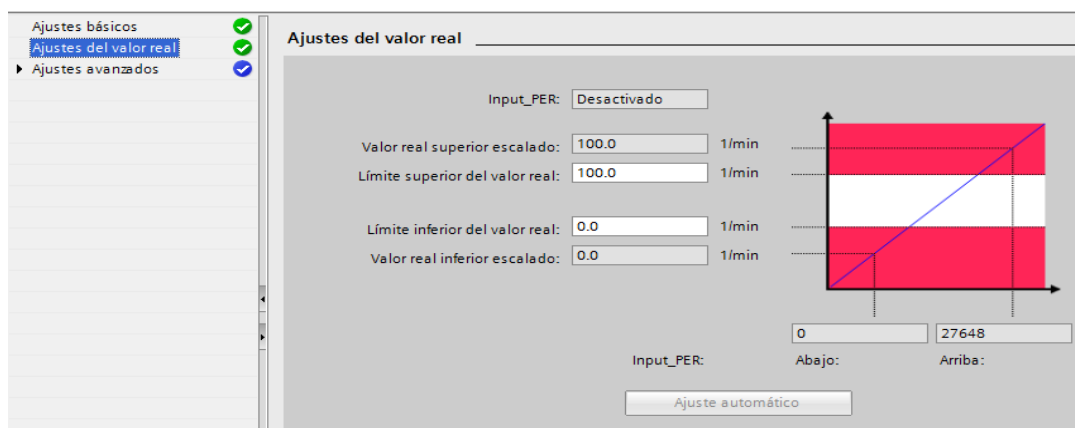 Ajustes básicos
Ajustes del valor real
Ajustes avanzados
Ajustes del valor real
Input_PER: Desactivado
Valor real superior escalado: 100.0 1/min
Límite superior del valor real: 100.0 1/min
Límite inferior del valor real: 0.0 1/min
Valor real inferior escalado: 0.0 1/min
0 27648
Input_PER: Abajo: Arriba:
Ajuste automático